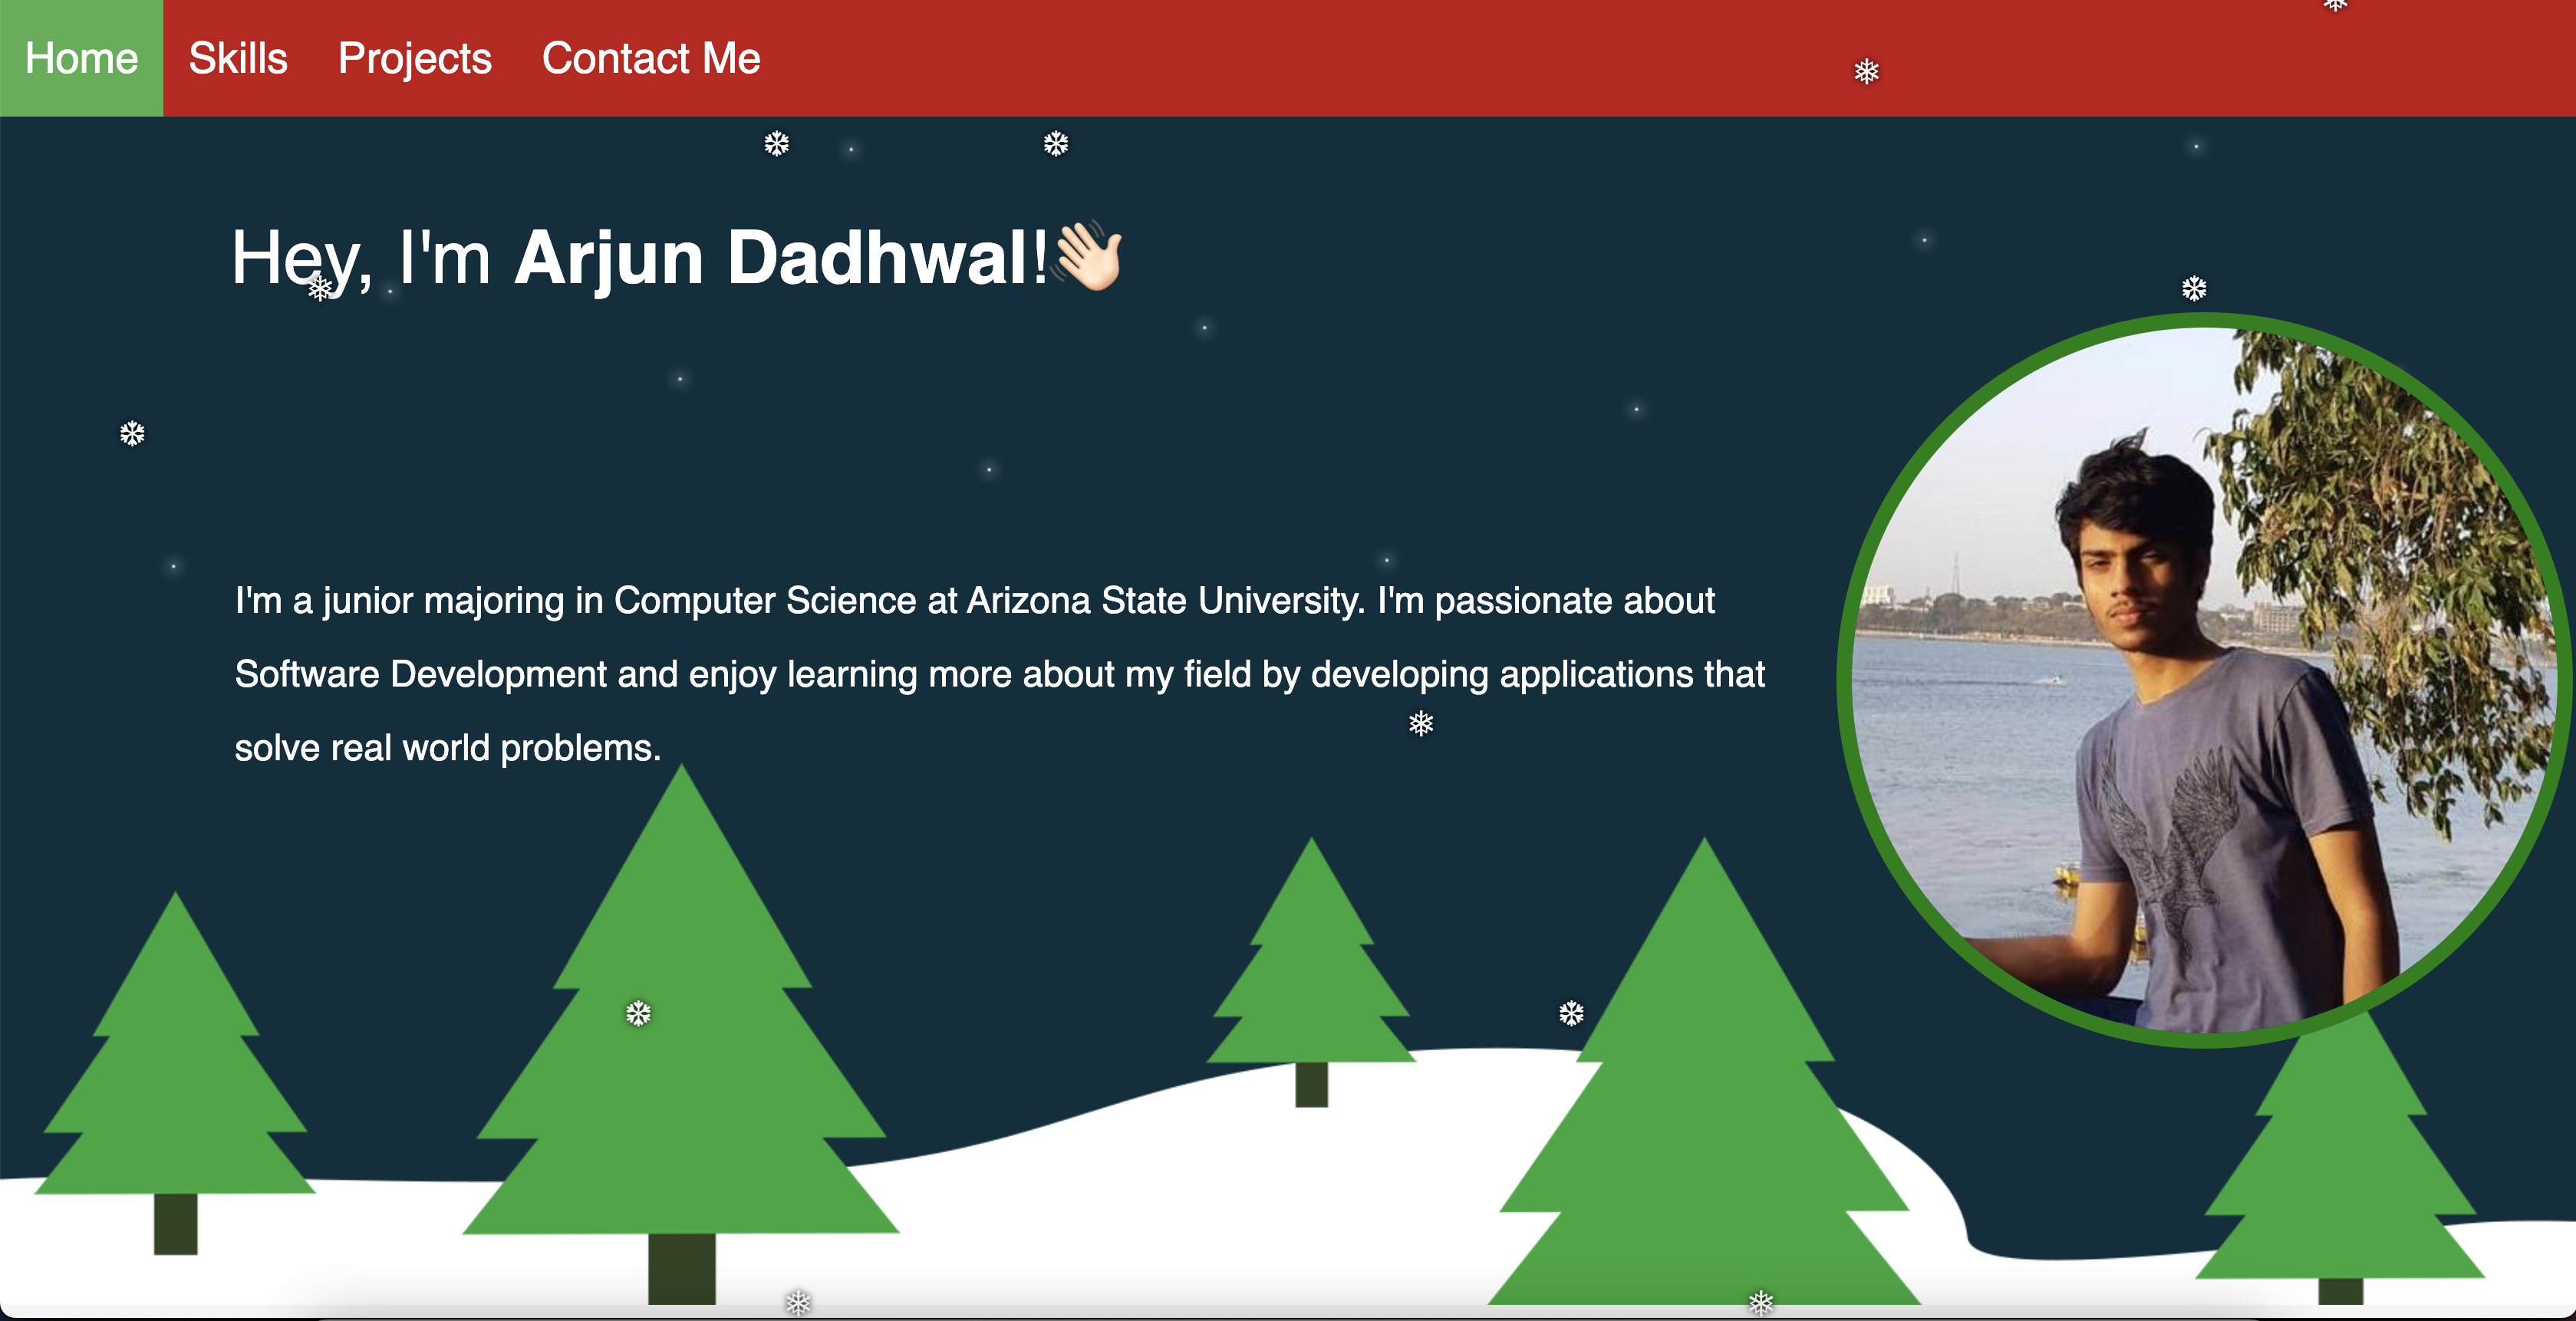 Home Skills Projects Contact Me
Hey, I'm Arjun Dadhwal!👋🏻
I'm a junior majoring in Computer Science at Arizona State University. I'm passionate about
Software Development and enjoy learning more about my field by developing applications that
solve real world problems.